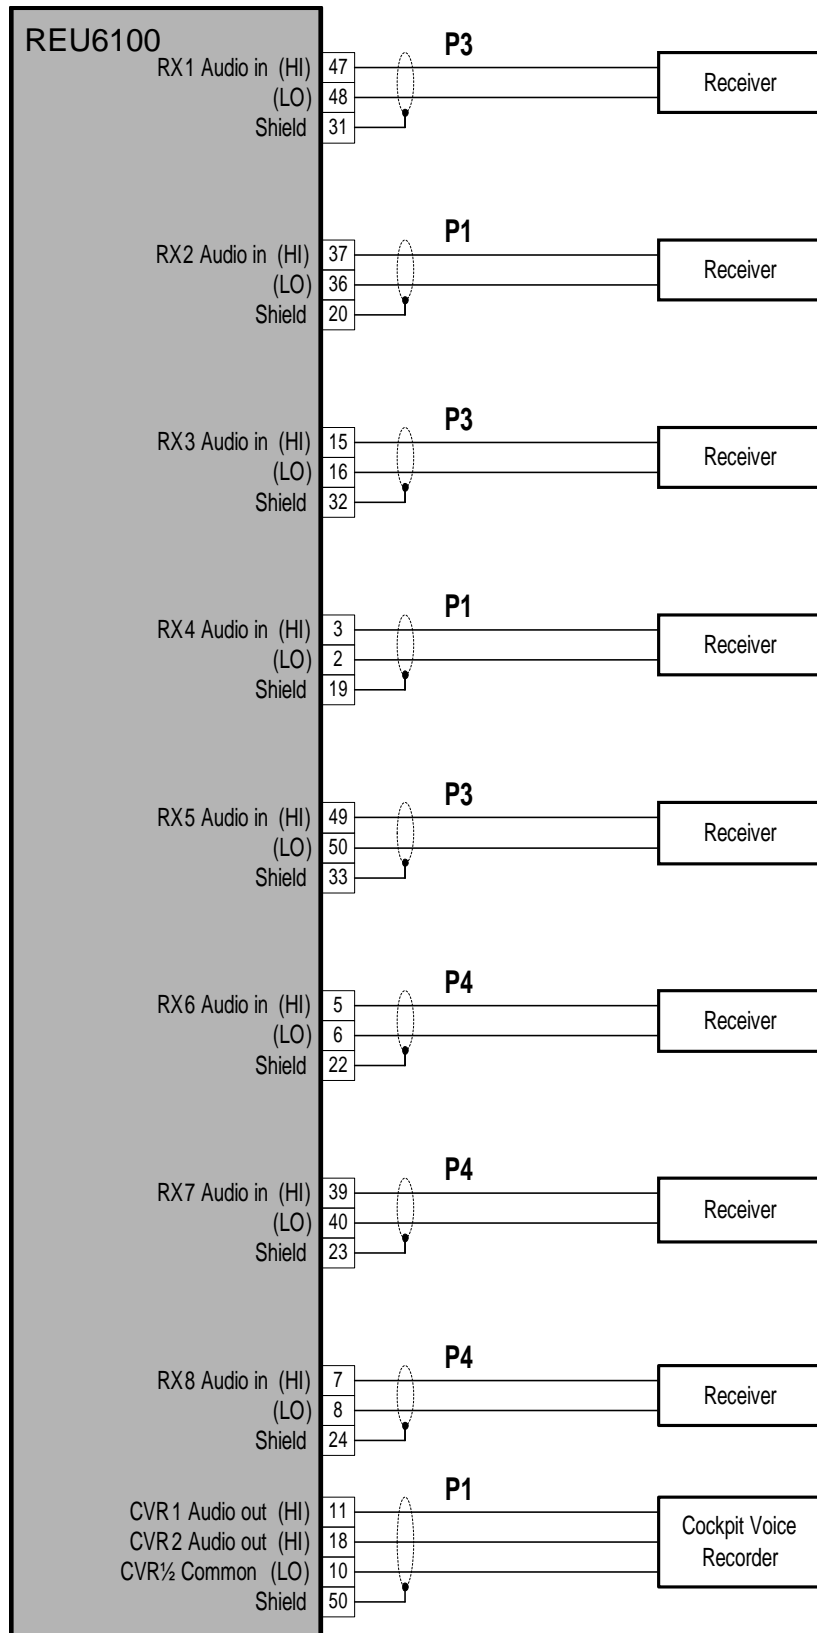 REU6100
P3
RX1 Audio in (HI) 47
Receiver
(LO) 48
Shield 31
P1
RX2 Audio in (HI) 37
Receiver
(LO) 36
Shield 20
P3
RX3 Audio in (HI) 15
Receiver
(LO) 16
Shield 32
P1
RX4 Audio in (HI) 3
Receiver
(LO) 2
Shield 19
P3
RX5 Audio in (HI) 49
Receiver
(LO) 50
Shield 33
P4
RX6 Audio in (HI) 5
Receiver
(LO) 6
Shield 22
P4
RX7 Audio in (HI) 39
Receiver
(LO) 40
Shield 23
P4
RX8 Audio in (HI) 7
Receiver
(LO) 8
Shield 24
P1
CVR1 Audio out (HI) 11
CVR2 Audio out (HI) 18
CVR½ Common (LO) 10
Shield 50
Cockpit Voice
Recorder